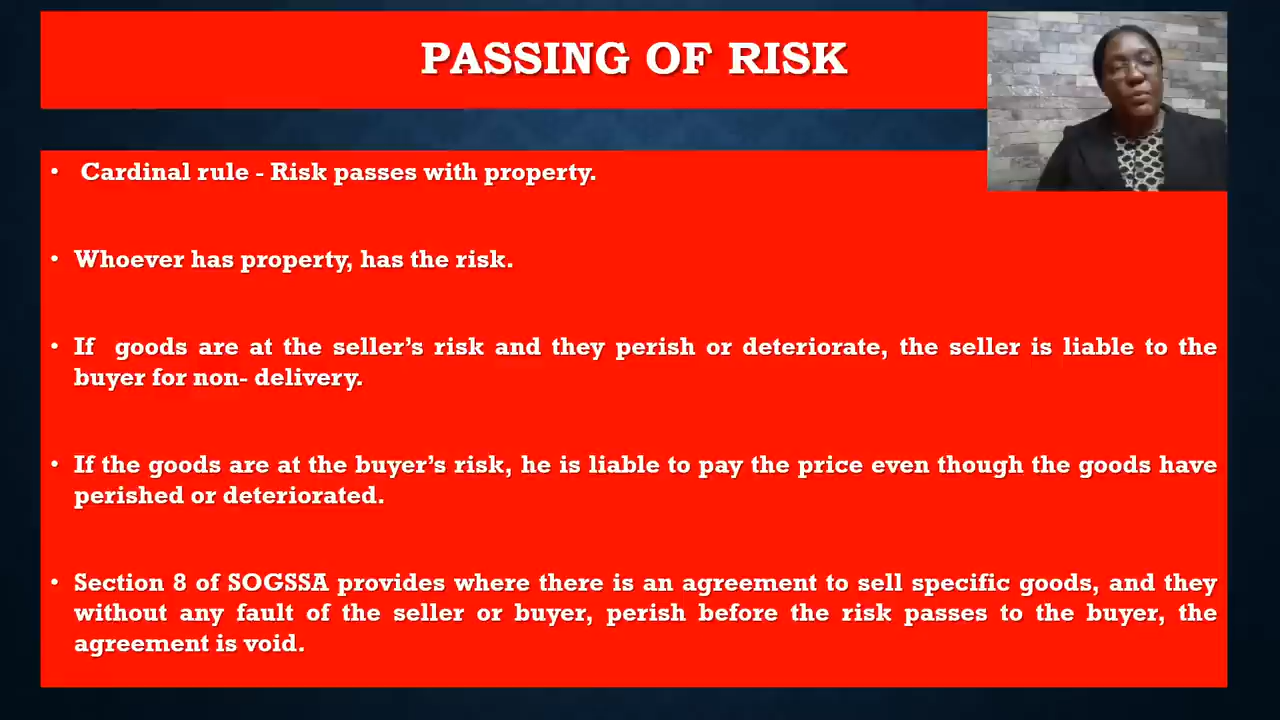 PASSING OF RISK
• Cardinal rule - Risk passes with property.
• Whoever has property, has the risk.
• If goods are at the seller's risk and they perish or deteriorate, the seller is liable to the
buyer for non- delivery.
• If the goods are at the buyer's risk, he is liable to pay the price even though the goods have
perished or deteriorated.
• Section 8 of SOGSSA provides where there is an agreement to sell specific goods, and they
without any fault of the seller or buyer, perish before the risk passes to the buyer, the
agreement is void.